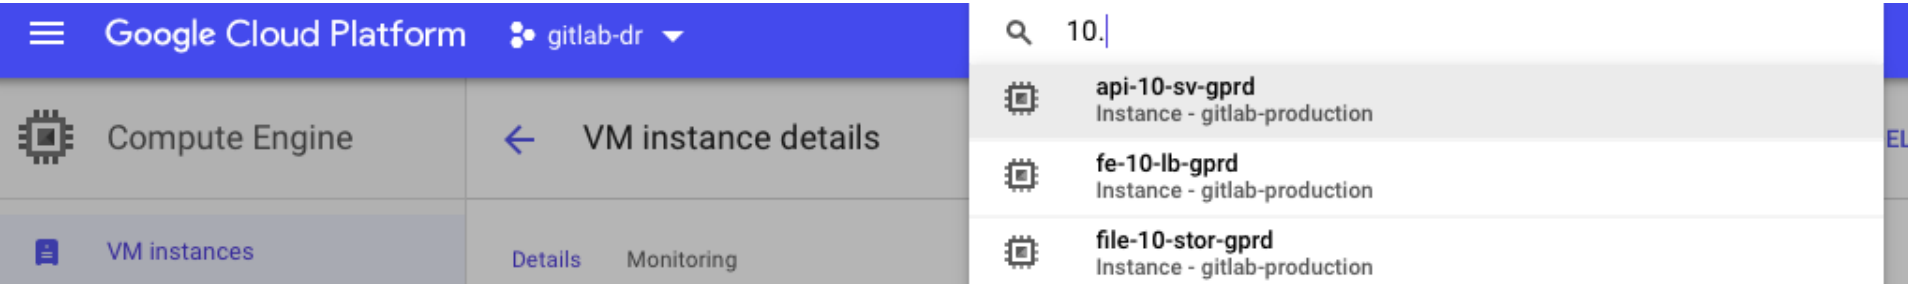 Google Cloud Platform
gitlab-dr
10.
api-10-sv-gprd
Instance - gitlab-production
fe-10-lb-gprd
Instance - gitlab-production
file-10-stor-gprd
Instance - gitlab-production
Compute Engine
VM instance details
EL
VM instances
Details
Monitoring